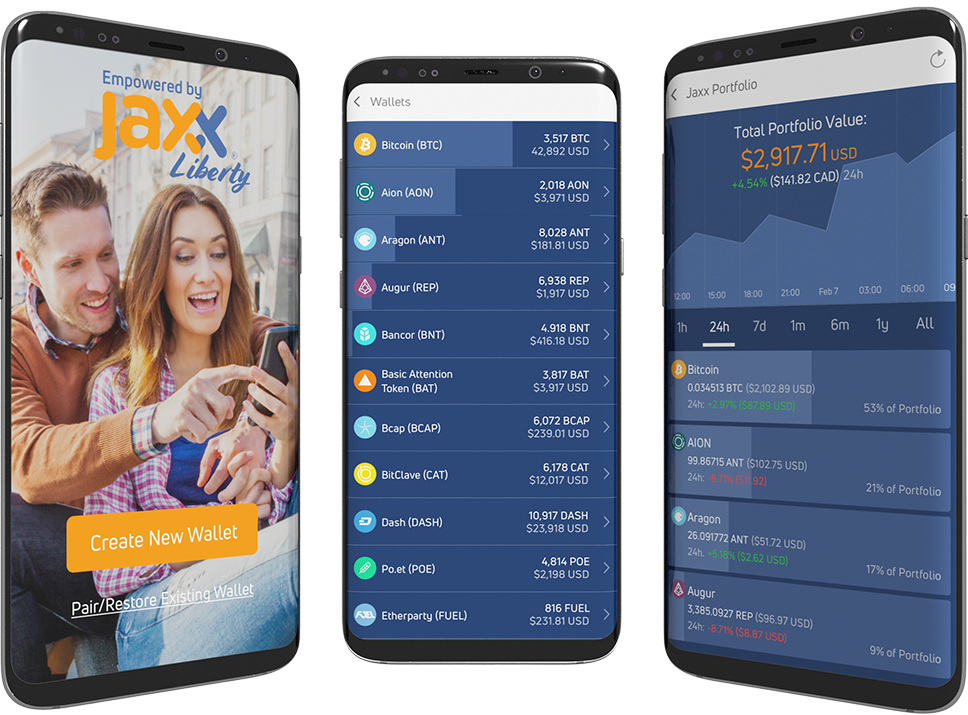 Empowered by
Jaxx
Liberty
Create New Wallet
Pair/Restore Existing Wallet
Wallets
Bitcoin (BTC)
3,517 BTC
42,892 USD
Aion (AON)
2,018 AON
$3,971 USD
Aragon (ANT)
8,028 ANT
$181.81 USD
Augur (REP)
6,938 REP
$1,917 USD
Bancor (BNT)
4.918 BNT
$416.18 USD
Basic Attention
Token (BAT)
3,817 BAT
$3,917 USD
Bcap (BCAP)
6,072 BCAP
$239.01 USD
BitClave (CAT)
6,178 CAT
$12,017 USD
Dash (DASH)
10,917 DASH
$23,918 USD
Po.et (POE)
4,814 POE
$2,198 USD
FUEL
Etherparty (FUEL)
816 FUEL
$231.81 USD
Jaxx Portfolio
Total Portfolio Value:
$2,917.71 USD
+4.54% ($141.82 CAD) 24h
12:00 15:00 18:00 21:00 Feb 7 03:00 06:00 09
1h 24h 7d 1m 6m 1y All
Bitcoin
0.034513 BTC ($2,102.89 USD)
24h: +2.97% ($87.89 USD)
53% of Portfolio
AION
99.86715 ANT ($102.75 USD)
24h: -5.71% ($11.92)
21% of Portfolio
Aragon
26.091772 ANT ($51.72 USD)
24h: +5.18% ($2.62 USD)
17% of Portfolio
Augur
3,385.0927 REP ($96.97 USD)
24h: -8.71% ($8.87 USD)
9% of Portfolio